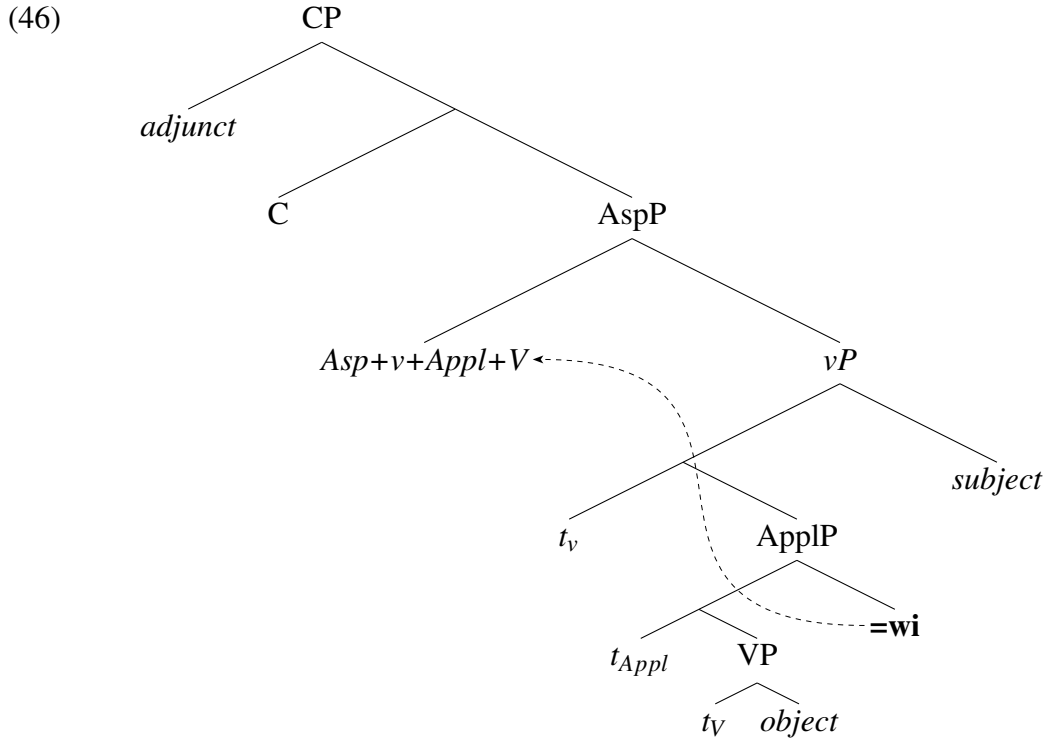 (46) CP
adjunct
C AspP
Asp+v+Appl+V vP
subject
t_v ApplP
=wi
t_Appl VP
t_V object